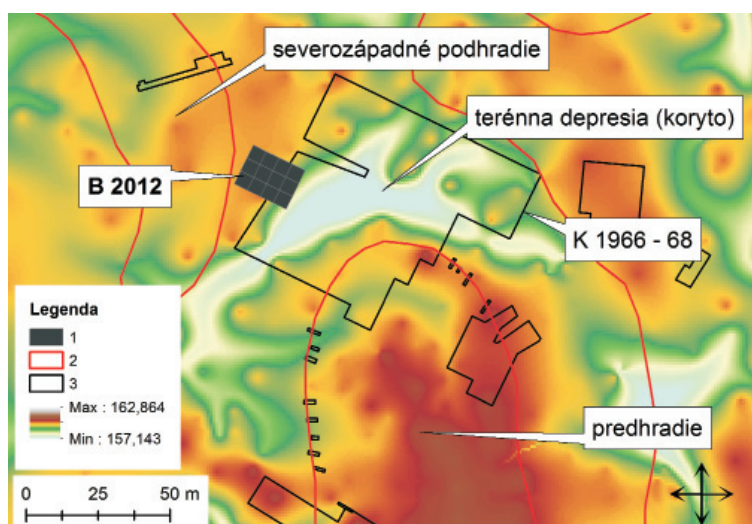 severozápadné podhradie
terénna depresia (koryto)
B 2012
K 1966 - 68
Legenda
1
2
3
Max : 162,864
Min : 157,143
predhradie
0 25 50 m